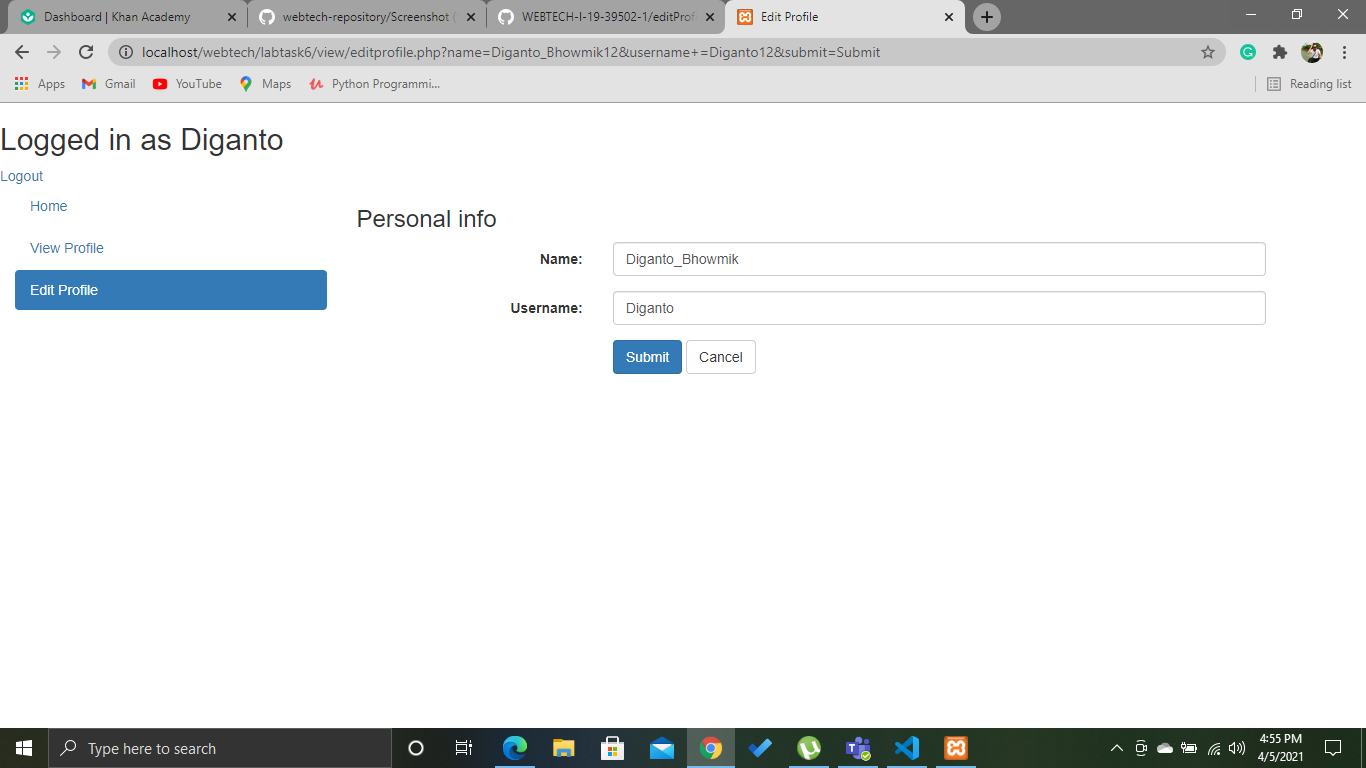 Dashboard | Khan Academy
webtech-repository/Screenshot (
WEBTECH-I-19-39502-1/editProf
Edit Profile
localhost/webtech/labtask6/view/editprofile.php?name=Diganto_Bhowmik12&username+=Diganto12&submit=Submit
Apps
Gmail
YouTube
Maps
Python Programmi...
Reading list
Logged in as Diganto
Logout
Home
View Profile
Edit Profile
Personal info
Name: Diganto_Bhowmik
Username: Diganto
Submit Cancel
Type here to search
4:55 PM
4/5/2021